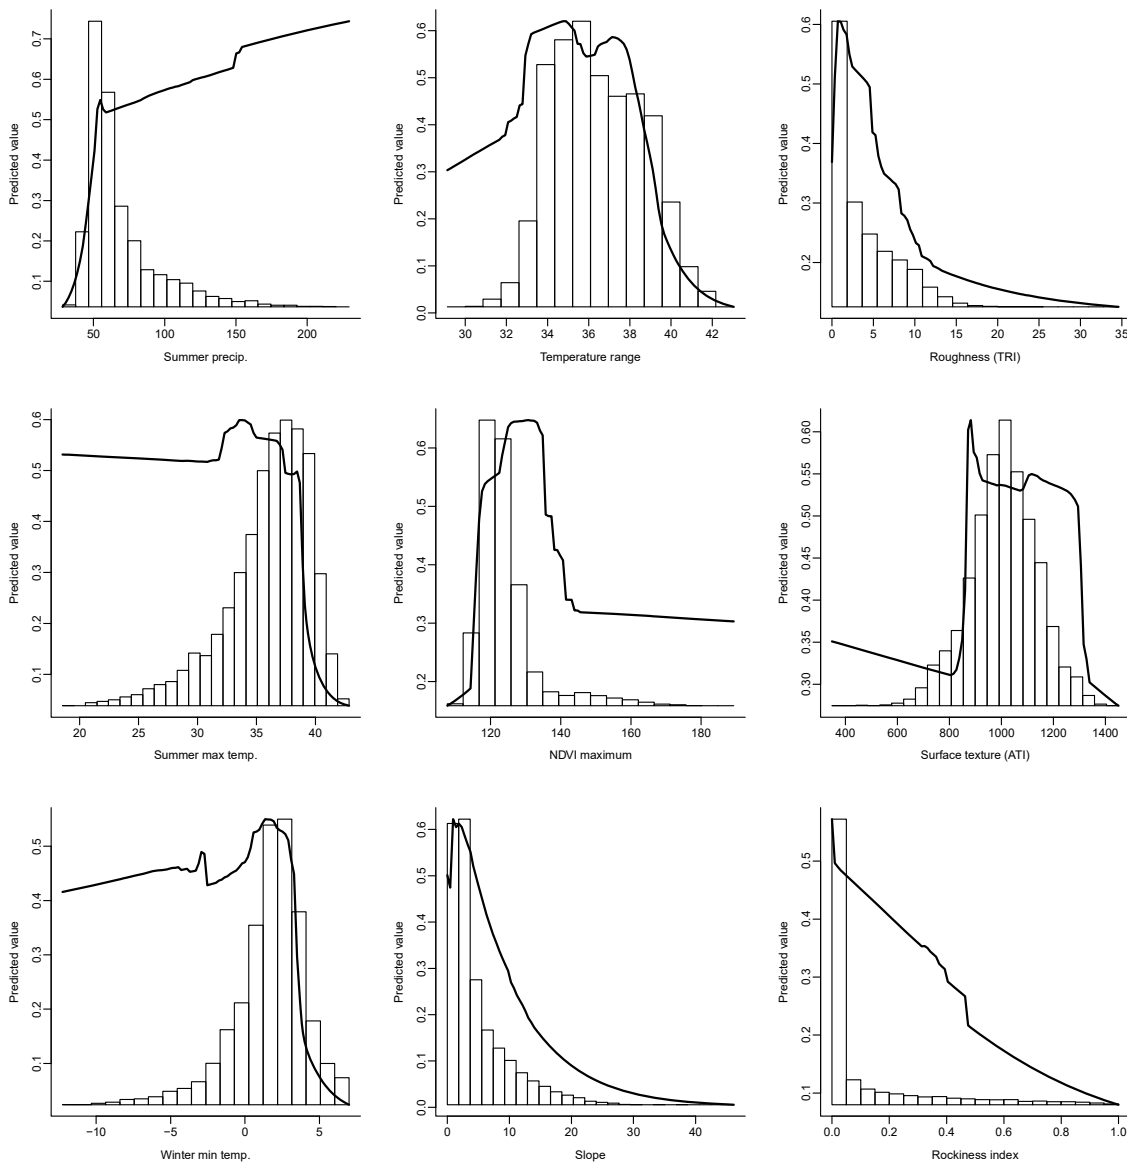 Predicted value
0.1 0.2 0.3 0.4 0.5 0.6 0.7
50 100 150 200
Summer precip.
Predicted value
0.0 0.1 0.2 0.3 0.4 0.5 0.6
30 32 34 36 38 40 42
Temperature range
Predicted value
0.2 0.3 0.4 0.5 0.6
0 5 10 15 20 25 30 35
Roughness (TRI)
Predicted value
0.1 0.2 0.3 0.4 0.5 0.6
20 25 30 35 40
Summer max temp.
Predicted value
0.2 0.3 0.4 0.5 0.6
120 140 160 180
NDVI maximum
Predicted value
0.30 0.35 0.40 0.45 0.50 0.55 0.60
400 600 800 1000 1200 1400
Surface texture (ATI)
Predicted value
0.1 0.2 0.3 0.4 0.5
−10 −5 0 5
Winter min temp.
Predicted value
0.0 0.1 0.2 0.3 0.4 0.5 0.6
0 10 20 30 40
Slope
Predicted value
0.1 0.2 0.3 0.4 0.5
0.0 0.2 0.4 0.6 0.8 1.0
Rockiness index